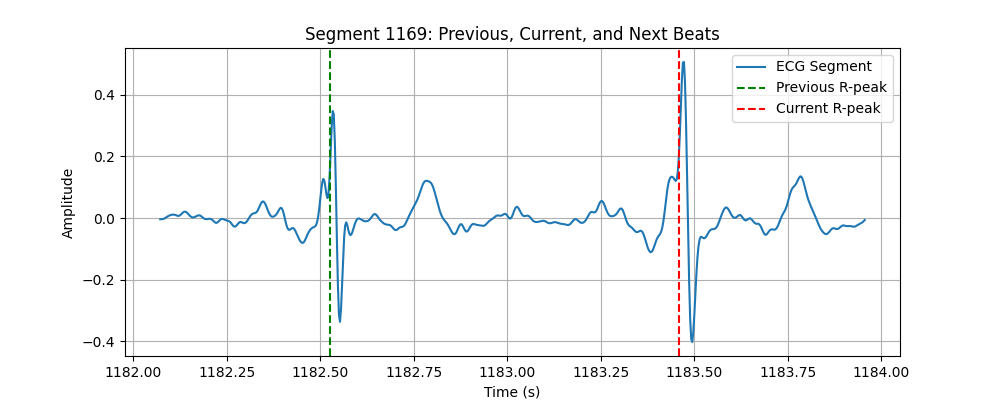 Segment 1169: Previous, Current, and Next Beats
ECG Segment
Previous R-peak
Current R-peak
Amplitude
0.4
0.2
0.0
−0.2
−0.4
1182.00 1182.25 1182.50 1182.75 1183.00 1183.25 1183.50 1183.75 1184.00
Time (s)